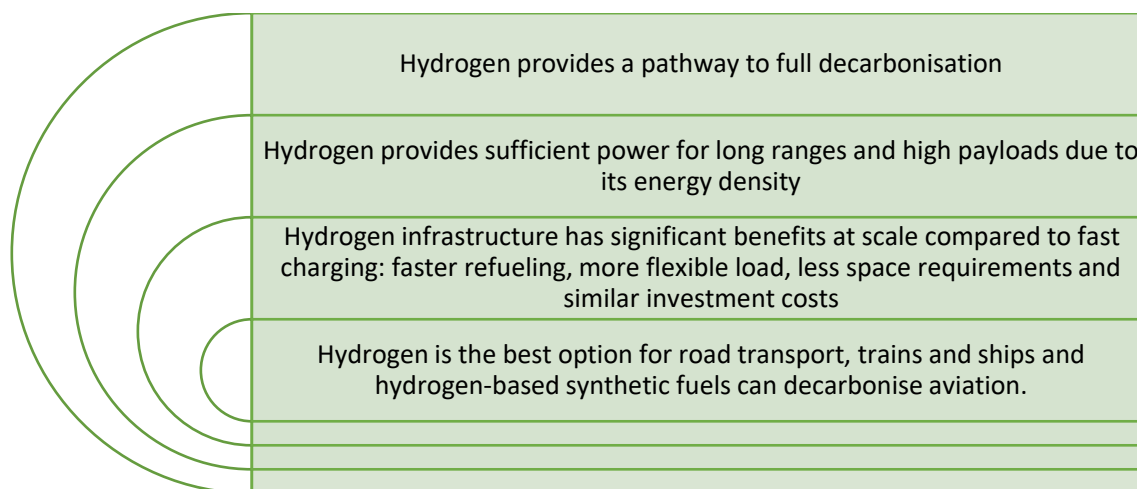 Hydrogen provides a pathway to full decarbonisation
Hydrogen provides sufficient power for long ranges and high payloads due to
its energy density
Hydrogen infrastructure has significant benefits at scale compared to fast
charging: faster refueling, more flexible load, less space requirements and
similar investment costs
Hydrogen is the best option for road transport, trains and ships and
hydrogen-based synthetic fuels can decarbonise aviation.